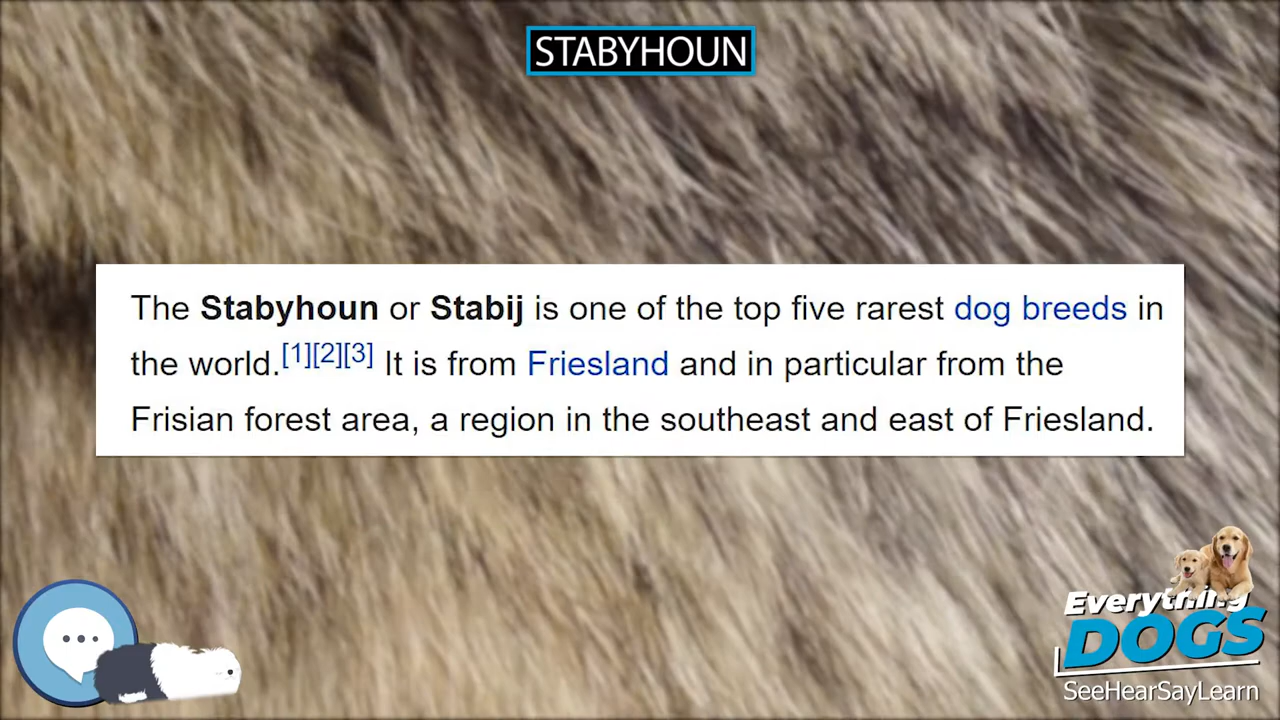 STABYHOUN
The Stabyhoun or Stabij is one of the top five rarest dog breeds in
the world.[1][2][3] It is from Friesland and in particular from the
Frisian forest area, a region in the southeast and east of Friesland.
Everything
DOGS
SeeHearSayLearn